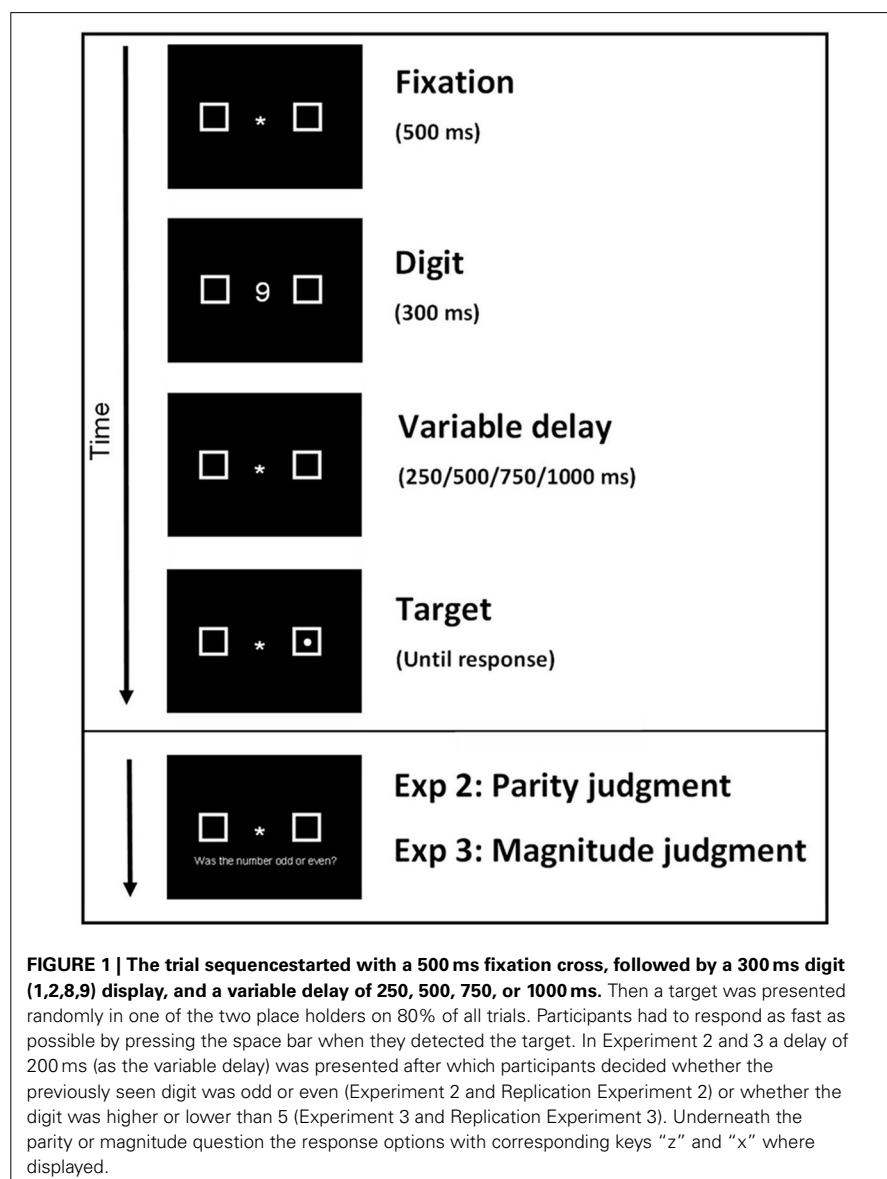 *
Fixation
(500 ms)
9
Digit
(300 ms)
Time
*
Variable delay
(250/500/750/1000 ms)
*
Target
(Until response)
*
Was the number odd or even?
Exp 2: Parity judgment
Exp 3: Magnitude judgment
FIGURE 1 | The trial sequencestarted with a 500 ms fixation cross, followed by a 300 ms digit
(1,2,8,9) display, and a variable delay of 250, 500, 750, or 1000 ms. Then a target was presented
randomly in one of the two place holders on 80% of all trials. Participants had to respond as fast as
possible by pressing the space bar when they detected the target. In Experiment 2 and 3 a delay of
200 ms (as the variable delay) was presented after which participants decided whether the
previously seen digit was odd or even (Experiment 2 and Replication Experiment 2) or whether the
digit was higher or lower than 5 (Experiment 3 and Replication Experiment 3). Underneath the
parity or magnitude question the response options with corresponding keys “z” and “x” where
displayed.